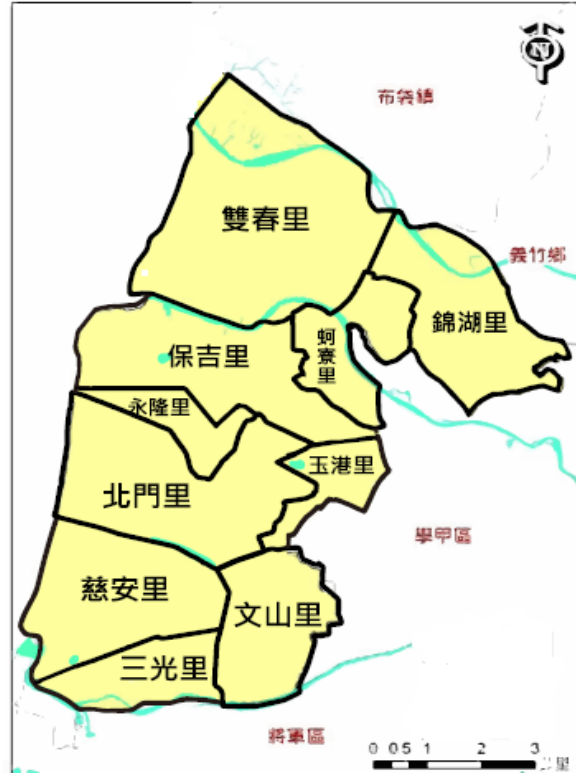 N
布袋鎮
雙春里
義竹鄉
錦湖里
蚵寮里
保吉里
永隆里
玉港里
北門里
學甲區
慈安里
文山里
三光里
將軍區
0 0.5 1 2 3